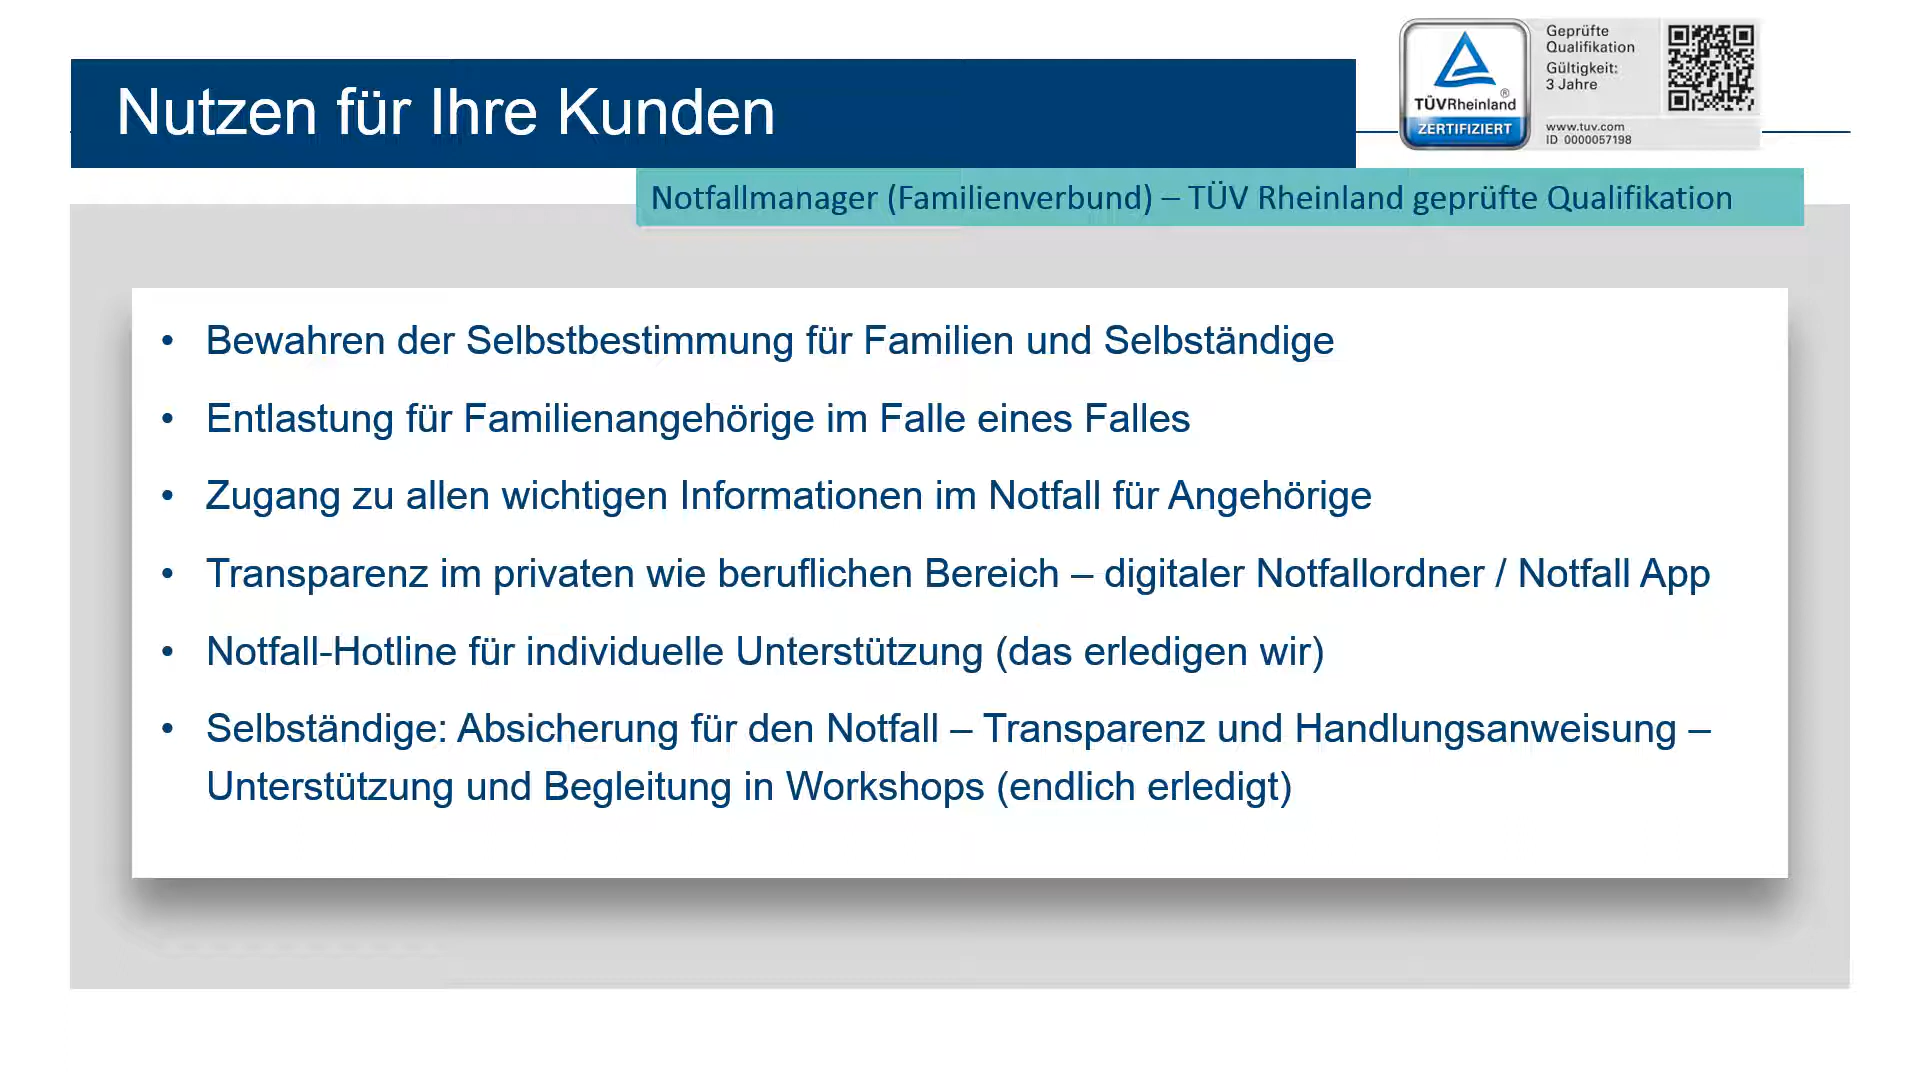 Geprüfte
Qualifikation
Gültigkeit:
3 Jahre
TÜVRheinland®
ZERTIFIZIERT
www.tuv.com
ID 0000057198
Nutzen für Ihre Kunden
Notfallmanager (Familienverbund) – TÜV Rheinland geprüfte Qualifikation
• Bewahren der Selbstbestimmung für Familien und Selbständige
• Entlastung für Familienangehörige im Falle eines Falles
• Zugang zu allen wichtigen Informationen im Notfall für Angehörige
• Transparenz im privaten wie beruflichen Bereich – digitaler Notfallordner / Notfall App
• Notfall-Hotline für individuelle Unterstützung (das erledigen wir)
• Selbständige: Absicherung für den Notfall – Transparenz und Handlungsanweisung –
Unterstützung und Begleitung in Workshops (endlich erledigt)